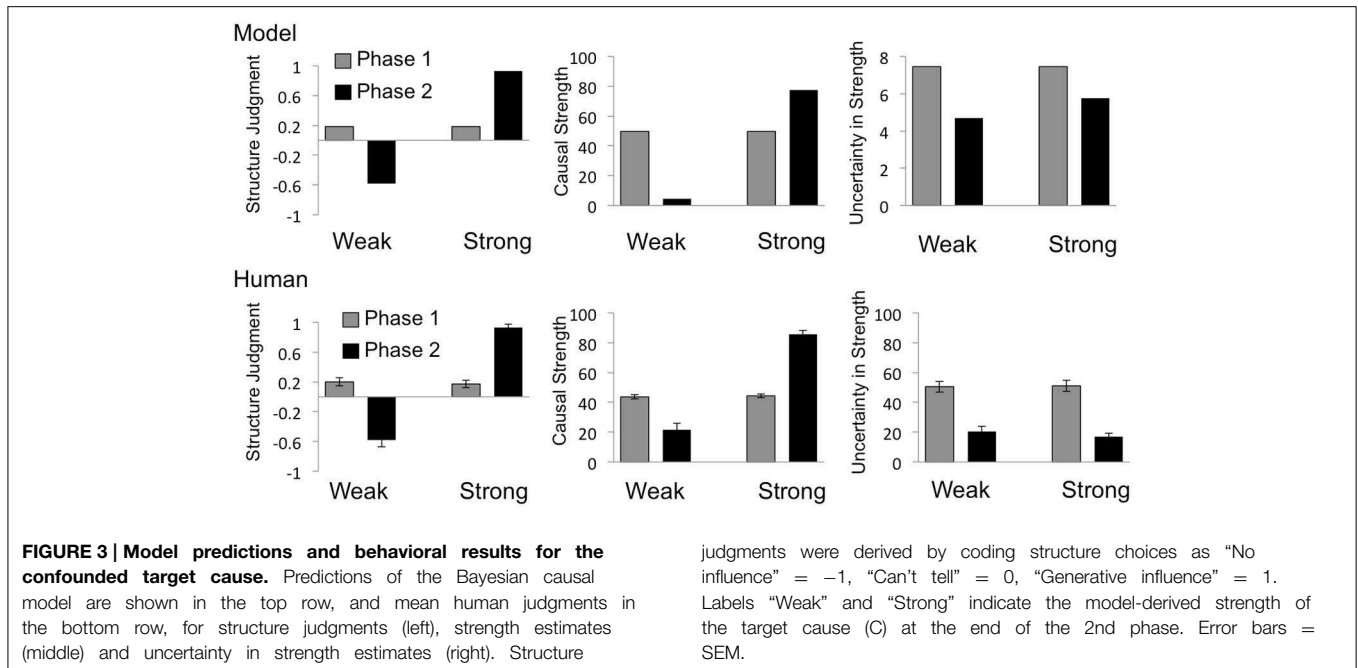 Model
Phase 1
Phase 2
Structure Judgment
1
0.6
0.2
-0.2
-0.6
-1
Weak Strong
Causal Strength
100
80
60
40
20
0
Weak Strong
Uncertainty in Strength
8
6
4
2
0
Weak Strong
Human
Phase 1
Phase 2
Structure Judgment
1
0.6
0.2
-0.2
-0.6
-1
Weak Strong
Causal Strength
100
80
60
40
20
0
Weak Strong
Uncertainty in Strength
100
80
60
40
20
0
Weak Strong
FIGURE 3 | Model predictions and behavioral results for the
confounded target cause. Predictions of the Bayesian causal
model are shown in the top row, and mean human judgments in
the bottom row, for structure judgments (left), strength estimates
(middle) and uncertainty in strength estimates (right). Structure
judgments were derived by coding structure choices as “No
influence” = −1, “Can’t tell” = 0, “Generative influence” = 1.
Labels “Weak” and “Strong” indicate the model-derived strength of
the target cause (C) at the end of the 2nd phase. Error bars =
SEM.